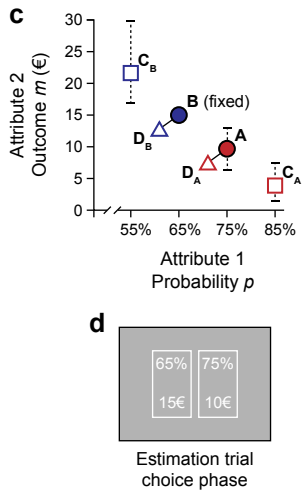 c
Attribute 2
Outcome m (€)
30
25
20
15
10
5
0
C_B
B (fixed)
D_B
A
D_A
C_A
55% 65% 75% 85%
Attribute 1
Probability p
d
65% 75%
15€ 10€
Estimation trial
choice phase